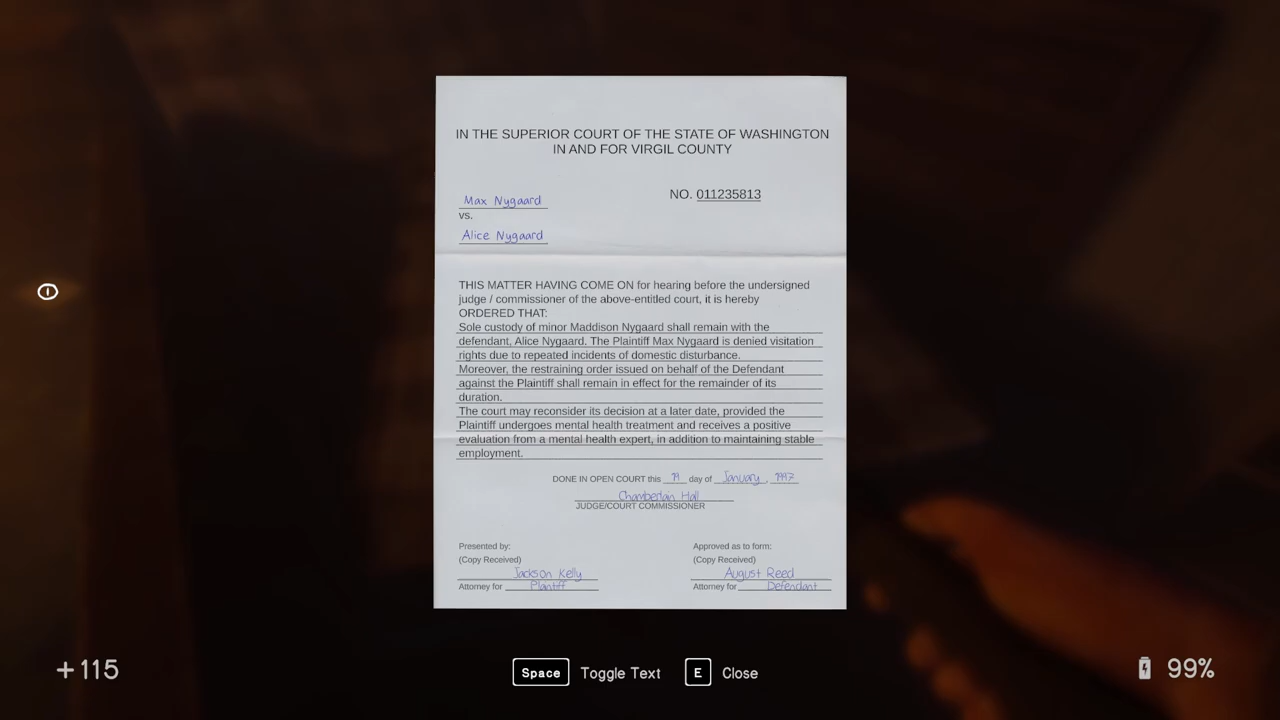 IN THE SUPERIOR COURT OF THE STATE OF WASHINGTON
IN AND FOR VIRGIL COUNTY
NO. 011235813
Max Nygaard
vs.
Alice Nygaard
THIS MATTER HAVING COME ON for hearing before the undersigned
judge / commissioner of the above-entitled court, it is hereby
ORDERED THAT:
Sole custody of minor Maddison Nygaard shall remain with the
defendant, Alice Nygaard. The Plaintiff Max Nygaard is denied visitation
rights due to repeated incidents of domestic disturbance.
Moreover, the restraining order issued on behalf of the Defendant
against the Plaintiff shall remain in effect for the remainder of its
duration.
The court may reconsider its decision at a later date, provided the
Plaintiff undergoes mental health treatment and receives a positive
evaluation from a mental health expert, in addition to maintaining stable
employment.
DONE IN OPEN COURT this 19 day of January, 1997
Chamberlain Hall
JUDGE/COURT COMMISSIONER
Presented by:
(Copy Received)
Jackson Kelly
Attorney for Plaintiff
Approved as to form:
(Copy Received)
August Reed
Attorney for Defendant
+115
Space Toggle Text E Close
99%